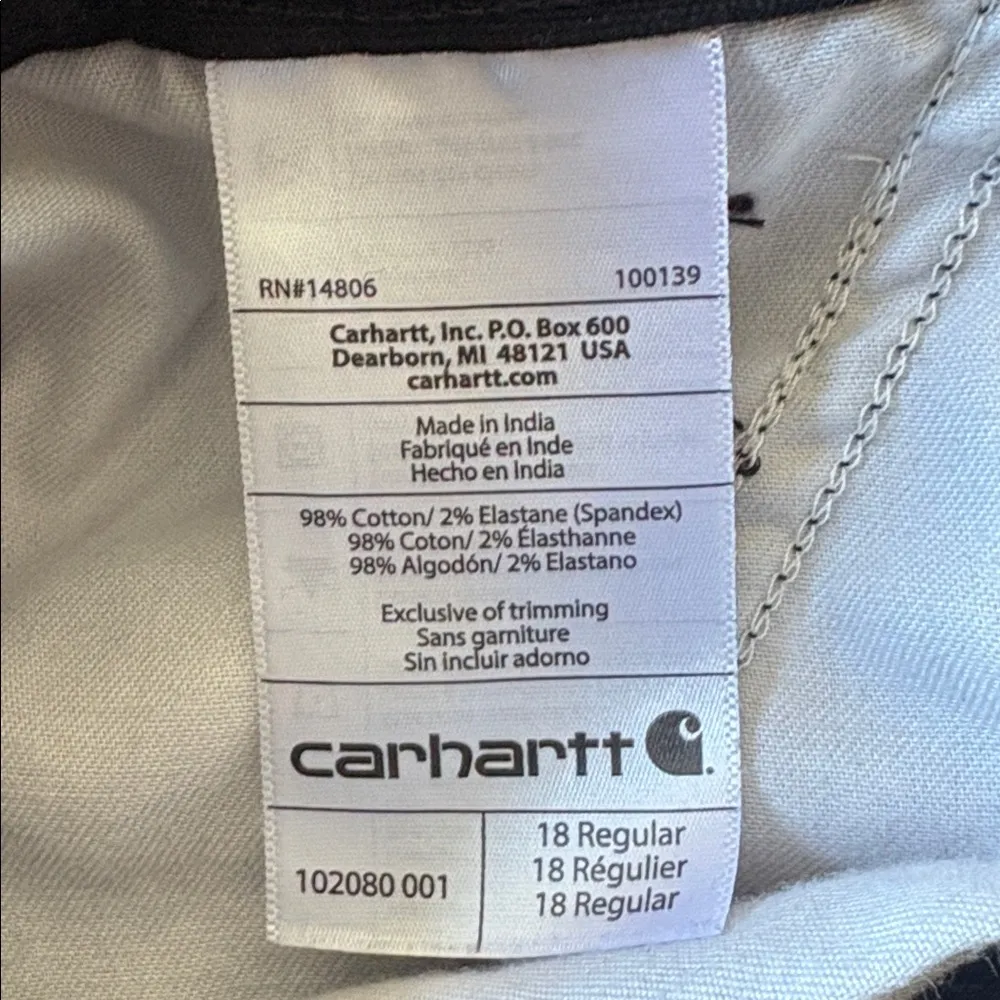 RN#14806 100139
Carhartt, Inc. P.O. Box 600
Dearborn, MI 48121 USA
carhartt.com
Made in India
Fabriqué en Inde
Hecho en India
98% Cotton/ 2% Elastane (Spandex)
98% Coton/ 2% Élasthanne
98% Algodón/ 2% Elastano
Exclusive of trimming
Sans garniture
Sin incluir adorno
carhartt
102080 001
18 Regular
18 Régulier
18 Regular